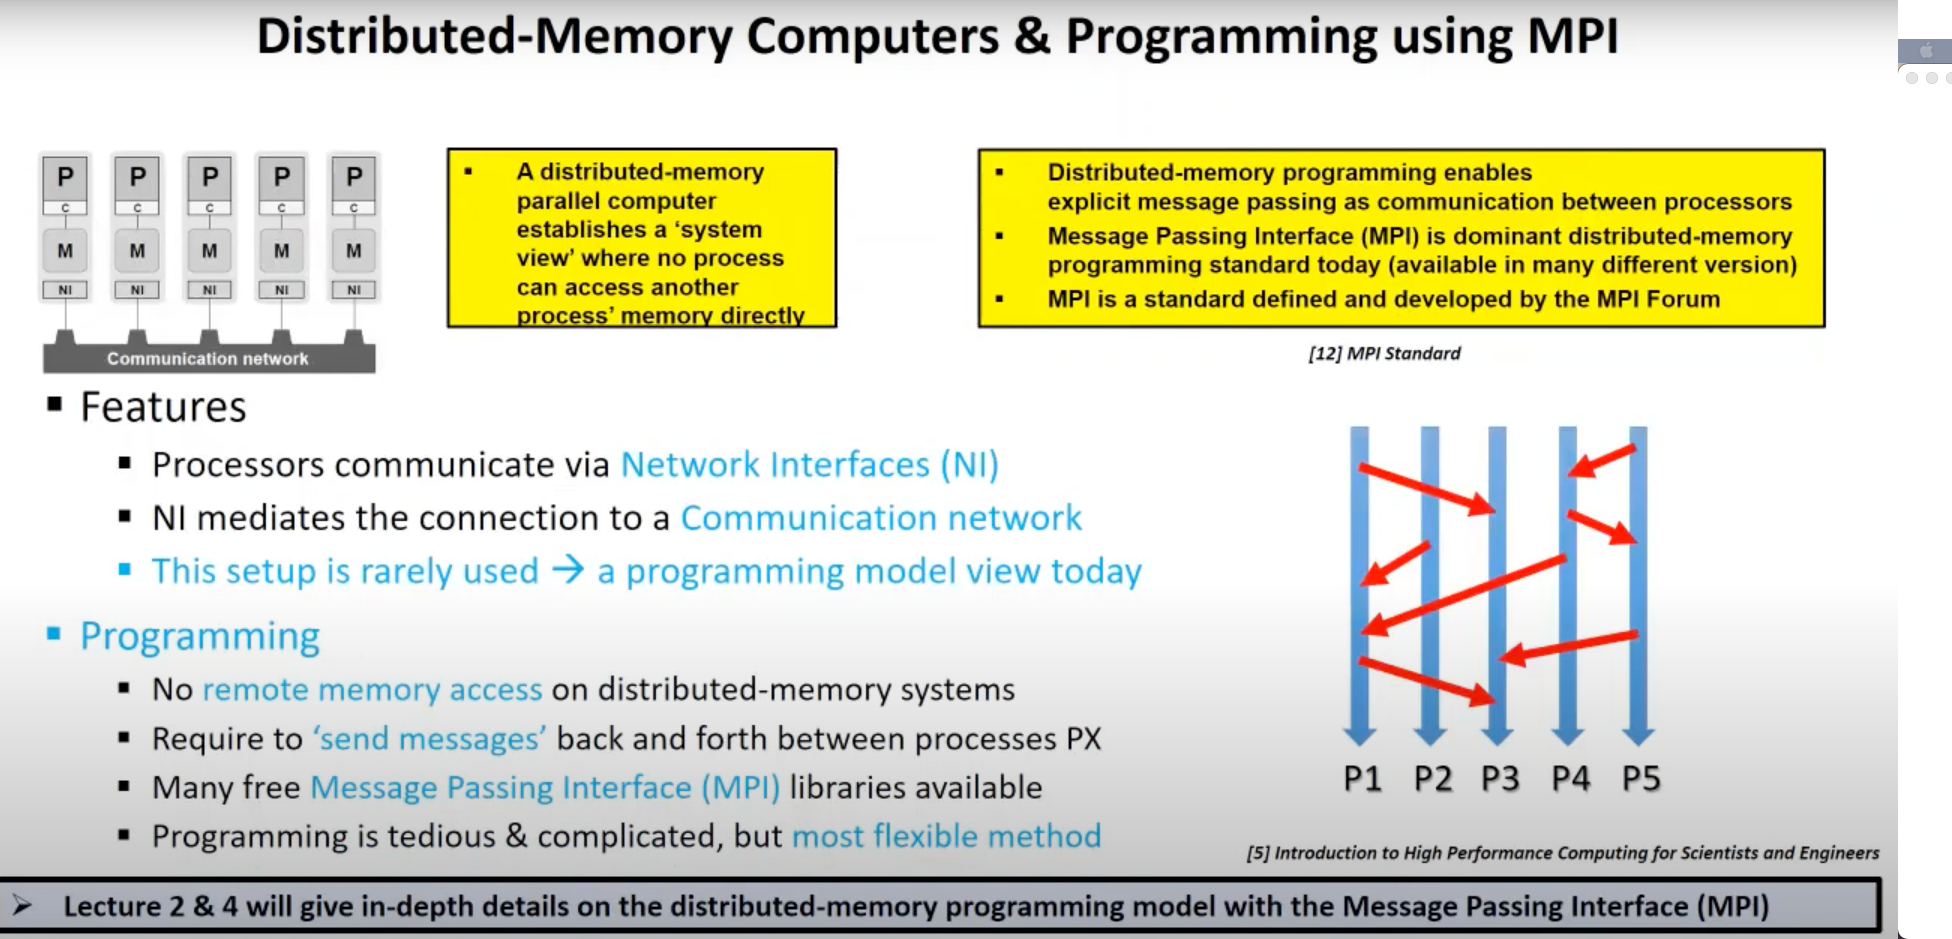 Distributed-Memory Computers & Programming using MPI
P P P P P
C C C C C
M M M M M
NI NI NI NI NI
Communication network
▪ A distributed-memory
parallel computer
establishes a ‘system
view’ where no process
can access another
process’ memory directly
▪ Distributed-memory programming enables
explicit message passing as communication between processors
▪ Message Passing Interface (MPI) is dominant distributed-memory
programming standard today (available in many different version)
▪ MPI is a standard defined and developed by the MPI Forum
[12] MPI Standard
▪ Features
▪ Processors communicate via Network Interfaces (NI)
▪ NI mediates the connection to a Communication network
▪ This setup is rarely used → a programming model view today
▪ Programming
▪ No remote memory access on distributed-memory systems
▪ Require to ‘send messages’ back and forth between processes PX
▪ Many free Message Passing Interface (MPI) libraries available
▪ Programming is tedious & complicated, but most flexible method
P1 P2 P3 P4 P5
[5] Introduction to High Performance Computing for Scientists and Engineers
➢ Lecture 2 & 4 will give in-depth details on the distributed-memory programming model with the Message Passing Interface (MPI)